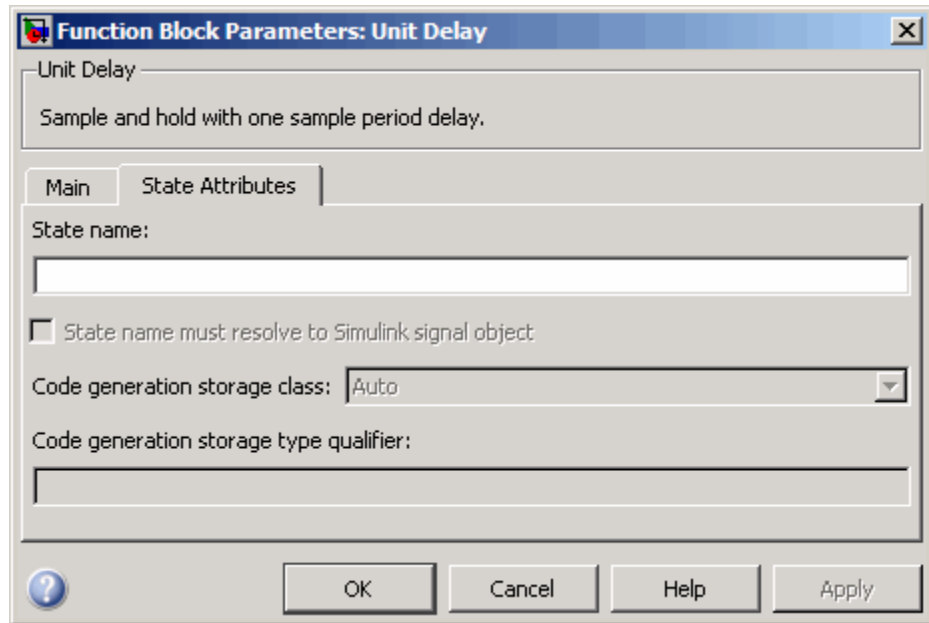 Function Block Parameters: Unit Delay
Unit Delay
Sample and hold with one sample period delay.
Main State Attributes
State name:
State name must resolve to Simulink signal object
Code generation storage class: Auto
Code generation storage type qualifier:
? OK Cancel Help Apply